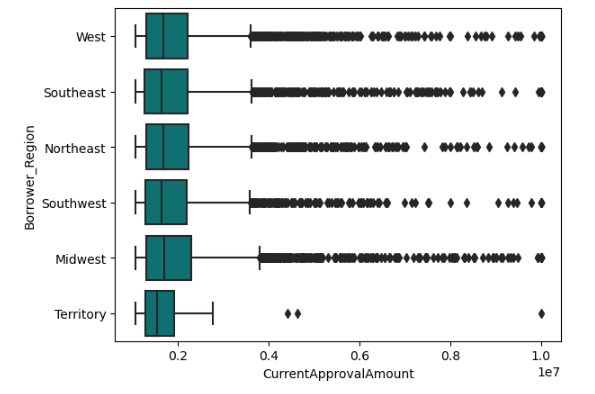 West
Southeast
Northeast
Southwest
Midwest
Territory
Borrower_Region
0.2 0.4 0.6 0.8 1.0
1e7
CurrentApprovalAmount